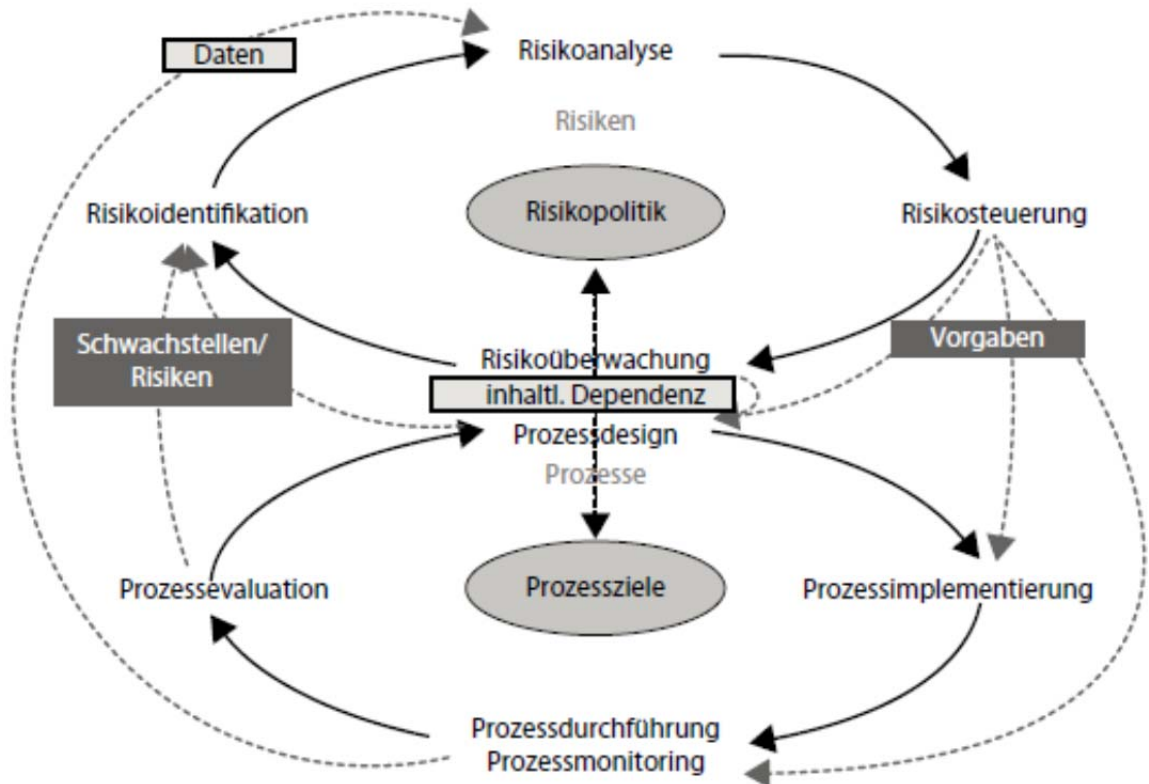 Daten
Risikoanalyse
Risiken
Risikoidentifikation
Risikopolitik
Risikosteuerung
Schwachstellen/
Risiken
Vorgaben
Risikoüberwachung
inhaltl. Dependenz
Prozessdesign
Prozesse
Prozessevaluation
Prozessziele
Prozessimplementierung
Prozessdurchführung
Prozessmonitoring